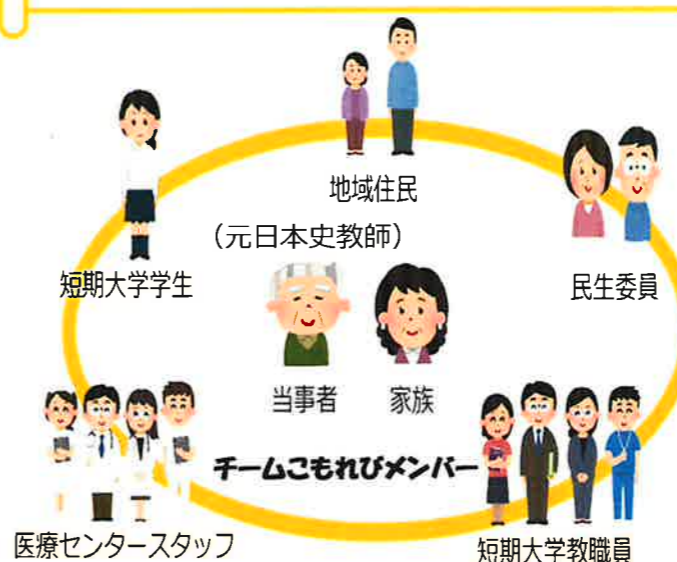 地域住民
（元日本史教師）
短期大学学生
民生委員
当事者
家族
チームこもれびメンバー
医療センタースタッフ
短期大学教職員